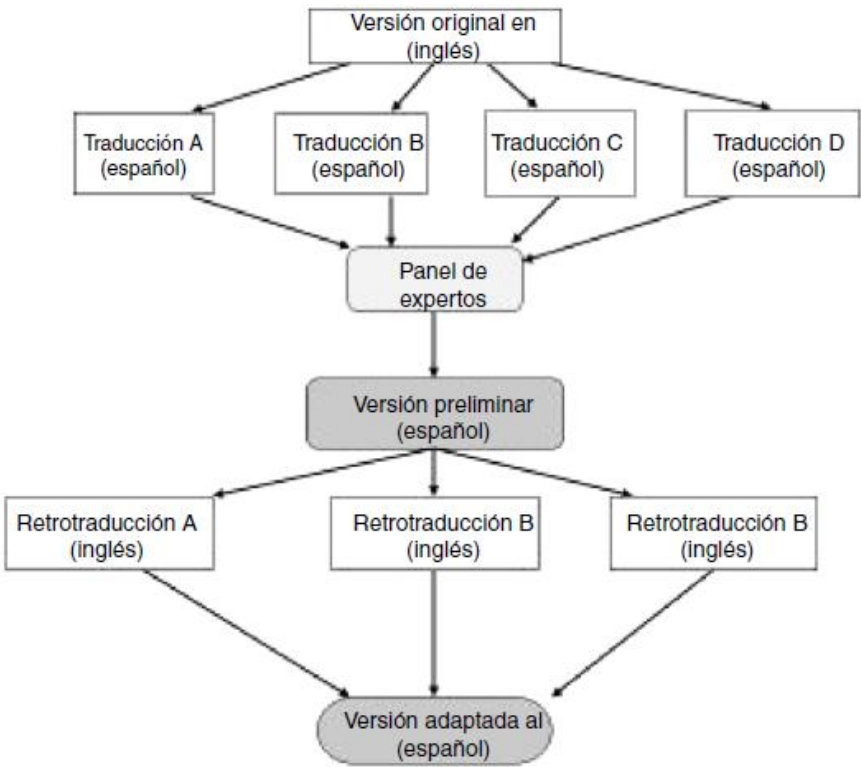 Versión original en
(inglés)
Traducción A
(español)
Traducción B
(español)
Traducción C
(español)
Traducción D
(español)
Panel de
expertos
Versión preliminar
(español)
Retrotraducción A
(inglés)
Retrotraducción B
(inglés)
Retrotraducción B
(inglés)
Versión adaptada al
(español)